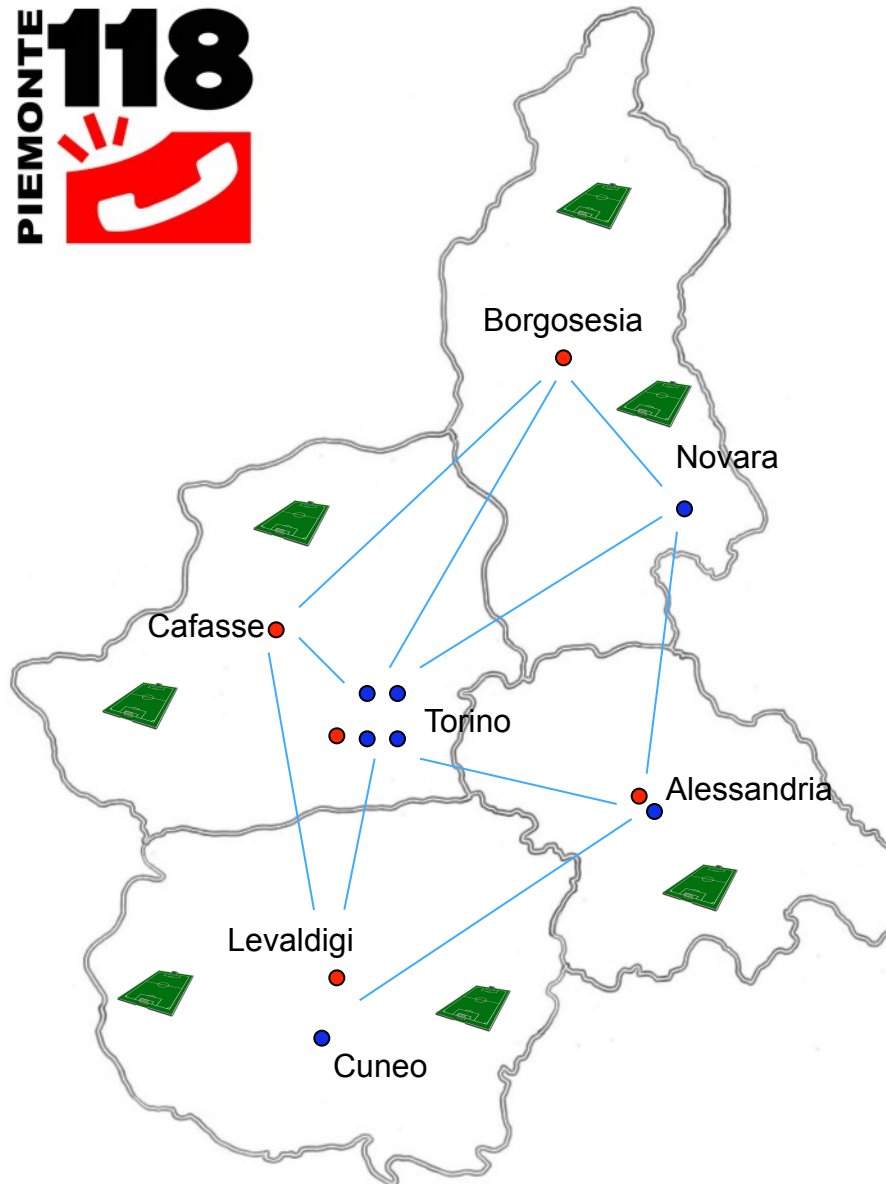 PIEMONTE
118
Borgosesia
Novara
Cafasse
Torino
Alessandria
Levaldigi
Cuneo